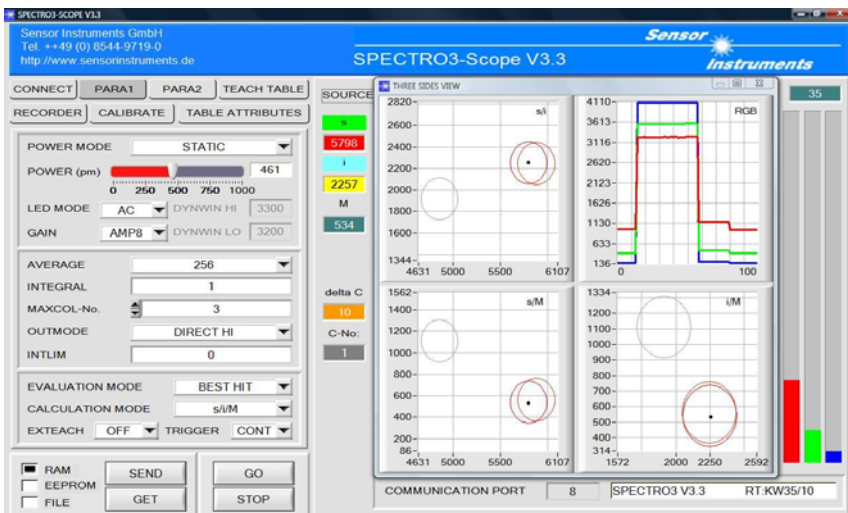 SPECTRO3-SCOPE V3.3
Sensor Instruments GmbH
Tel. ++49 (0) 8544-9719-0
http://www.sensorinstruments.de
SPECTRO3-Scope V3.3
Sensor
Instruments
CONNECT PARA1 PARA2 TEACH TABLE
RECORDER CALIBRATE TABLE ATTRIBUTES
POWER MODE STATIC
POWER (pm) 461
0 250 500 750 1000
LED MODE AC DYNWIN HI 3300
GAIN AMP8 DYNWIN LO 3200
AVERAGE 256
INTEGRAL 1
MAXCOL-No. 3
OUTMODE DIRECT HI
INTLIM 0
EVALUATION MODE BEST HIT
CALCULATION MODE s/i/M
EXTEACH OFF TRIGGER CONT
RAM
EEPROM
FILE
SEND GO
GET STOP
SOURCE
s
5798
i
2257
M
534
delta C
10
C-No:
1
THREE SIDES VIEW
s/i
2820
2600
2400
2200
2000
1800
1600
1344
4631 5000 5500 6107
RGB
4110
3613
3116
2620
2123
1626
1130
633
136
0 100
s/M
1562
1400
1200
1000
800
600
400
200
86
4631 5000 5500 6107
i/M
1334
1200
1100
1000
900
800
700
600
500
400
314
1572 2000 2250 2592
35
COMMUNICATION PORT 8 SPECTRO3 V3.3 RT:KW35/10